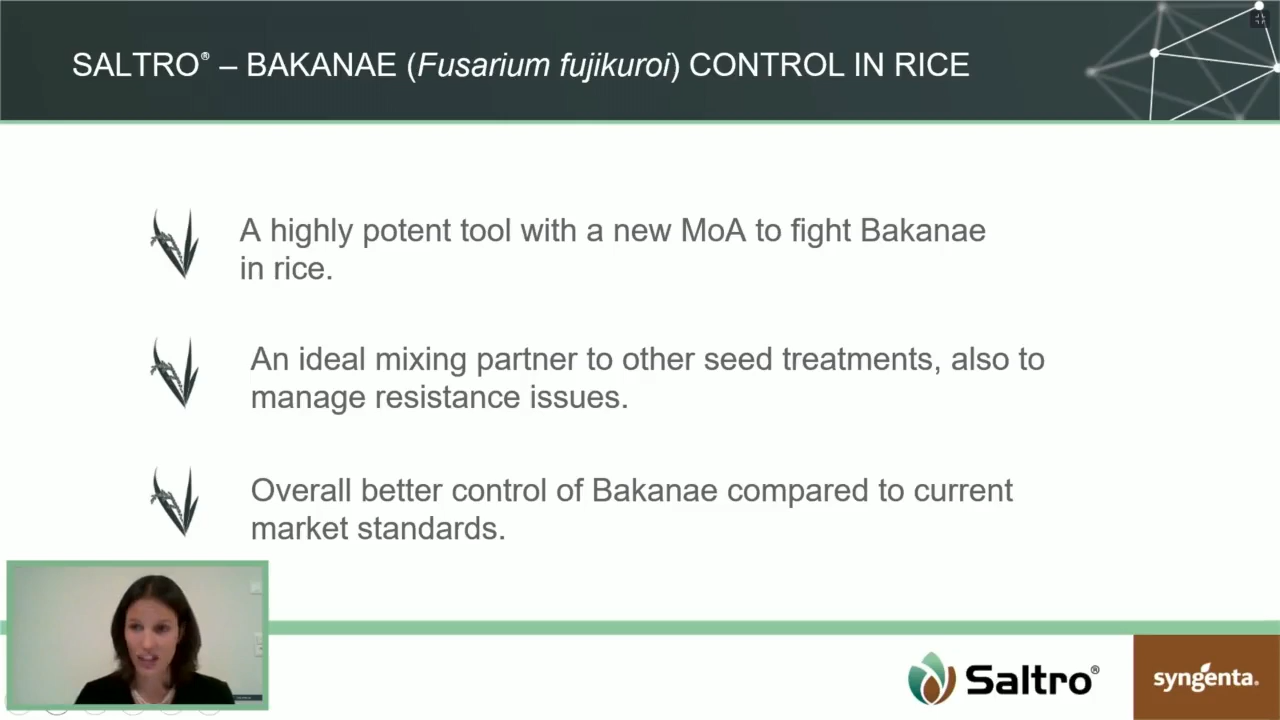 SALTRO® – BAKANAE (Fusarium fujikuroi) CONTROL IN RICE
A highly potent tool with a new MoA to fight Bakanae
in rice.
An ideal mixing partner to other seed treatments, also to
manage resistance issues.
Overall better control of Bakanae compared to current
market standards.
Saltro®
syngenta.